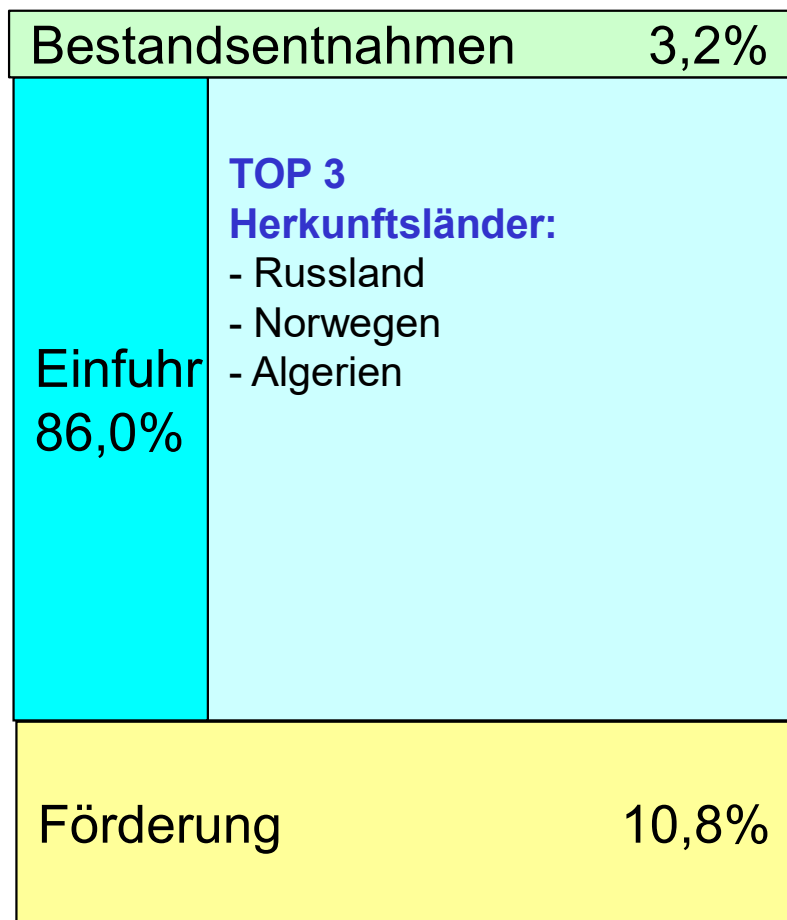 Bestandsentnahmen 3,2%
TOP 3
Herkunftsländer:
- Russland
- Norwegen
- Algerien
Einfuhr
86,0%
Förderung 10,8%